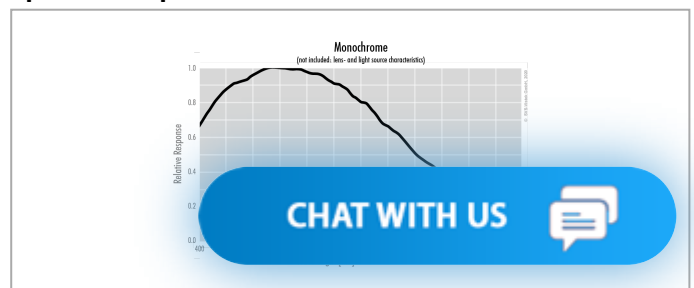 Monochrome
(not included: lens- and light source characteristics)
1.0
0.8
0.6
Relative Response
0.4
0.2
0.0
400
CHAT WITH US